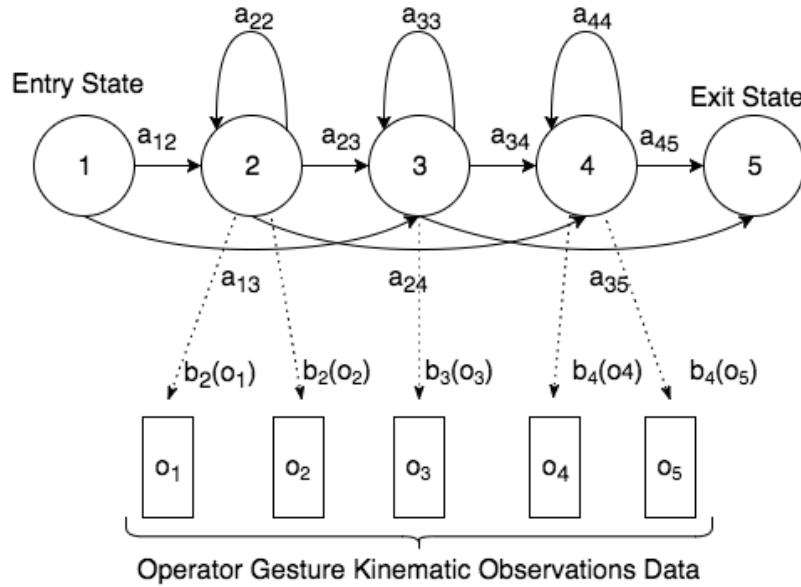 a₂₂ a₃₃ a₄₄
Entry State Exit State
a₁₂ a₂₃ a₃₄ a₄₅
1 2 3 4 5
a₁₃ a₂₄ a₃₅
b₂(o₁) b₂(o₂) b₃(o₃) b₄(o4) b₄(o₅)
o₁ o₂ o₃ o₄ o₅
Operator Gesture Kinematic Observations Data